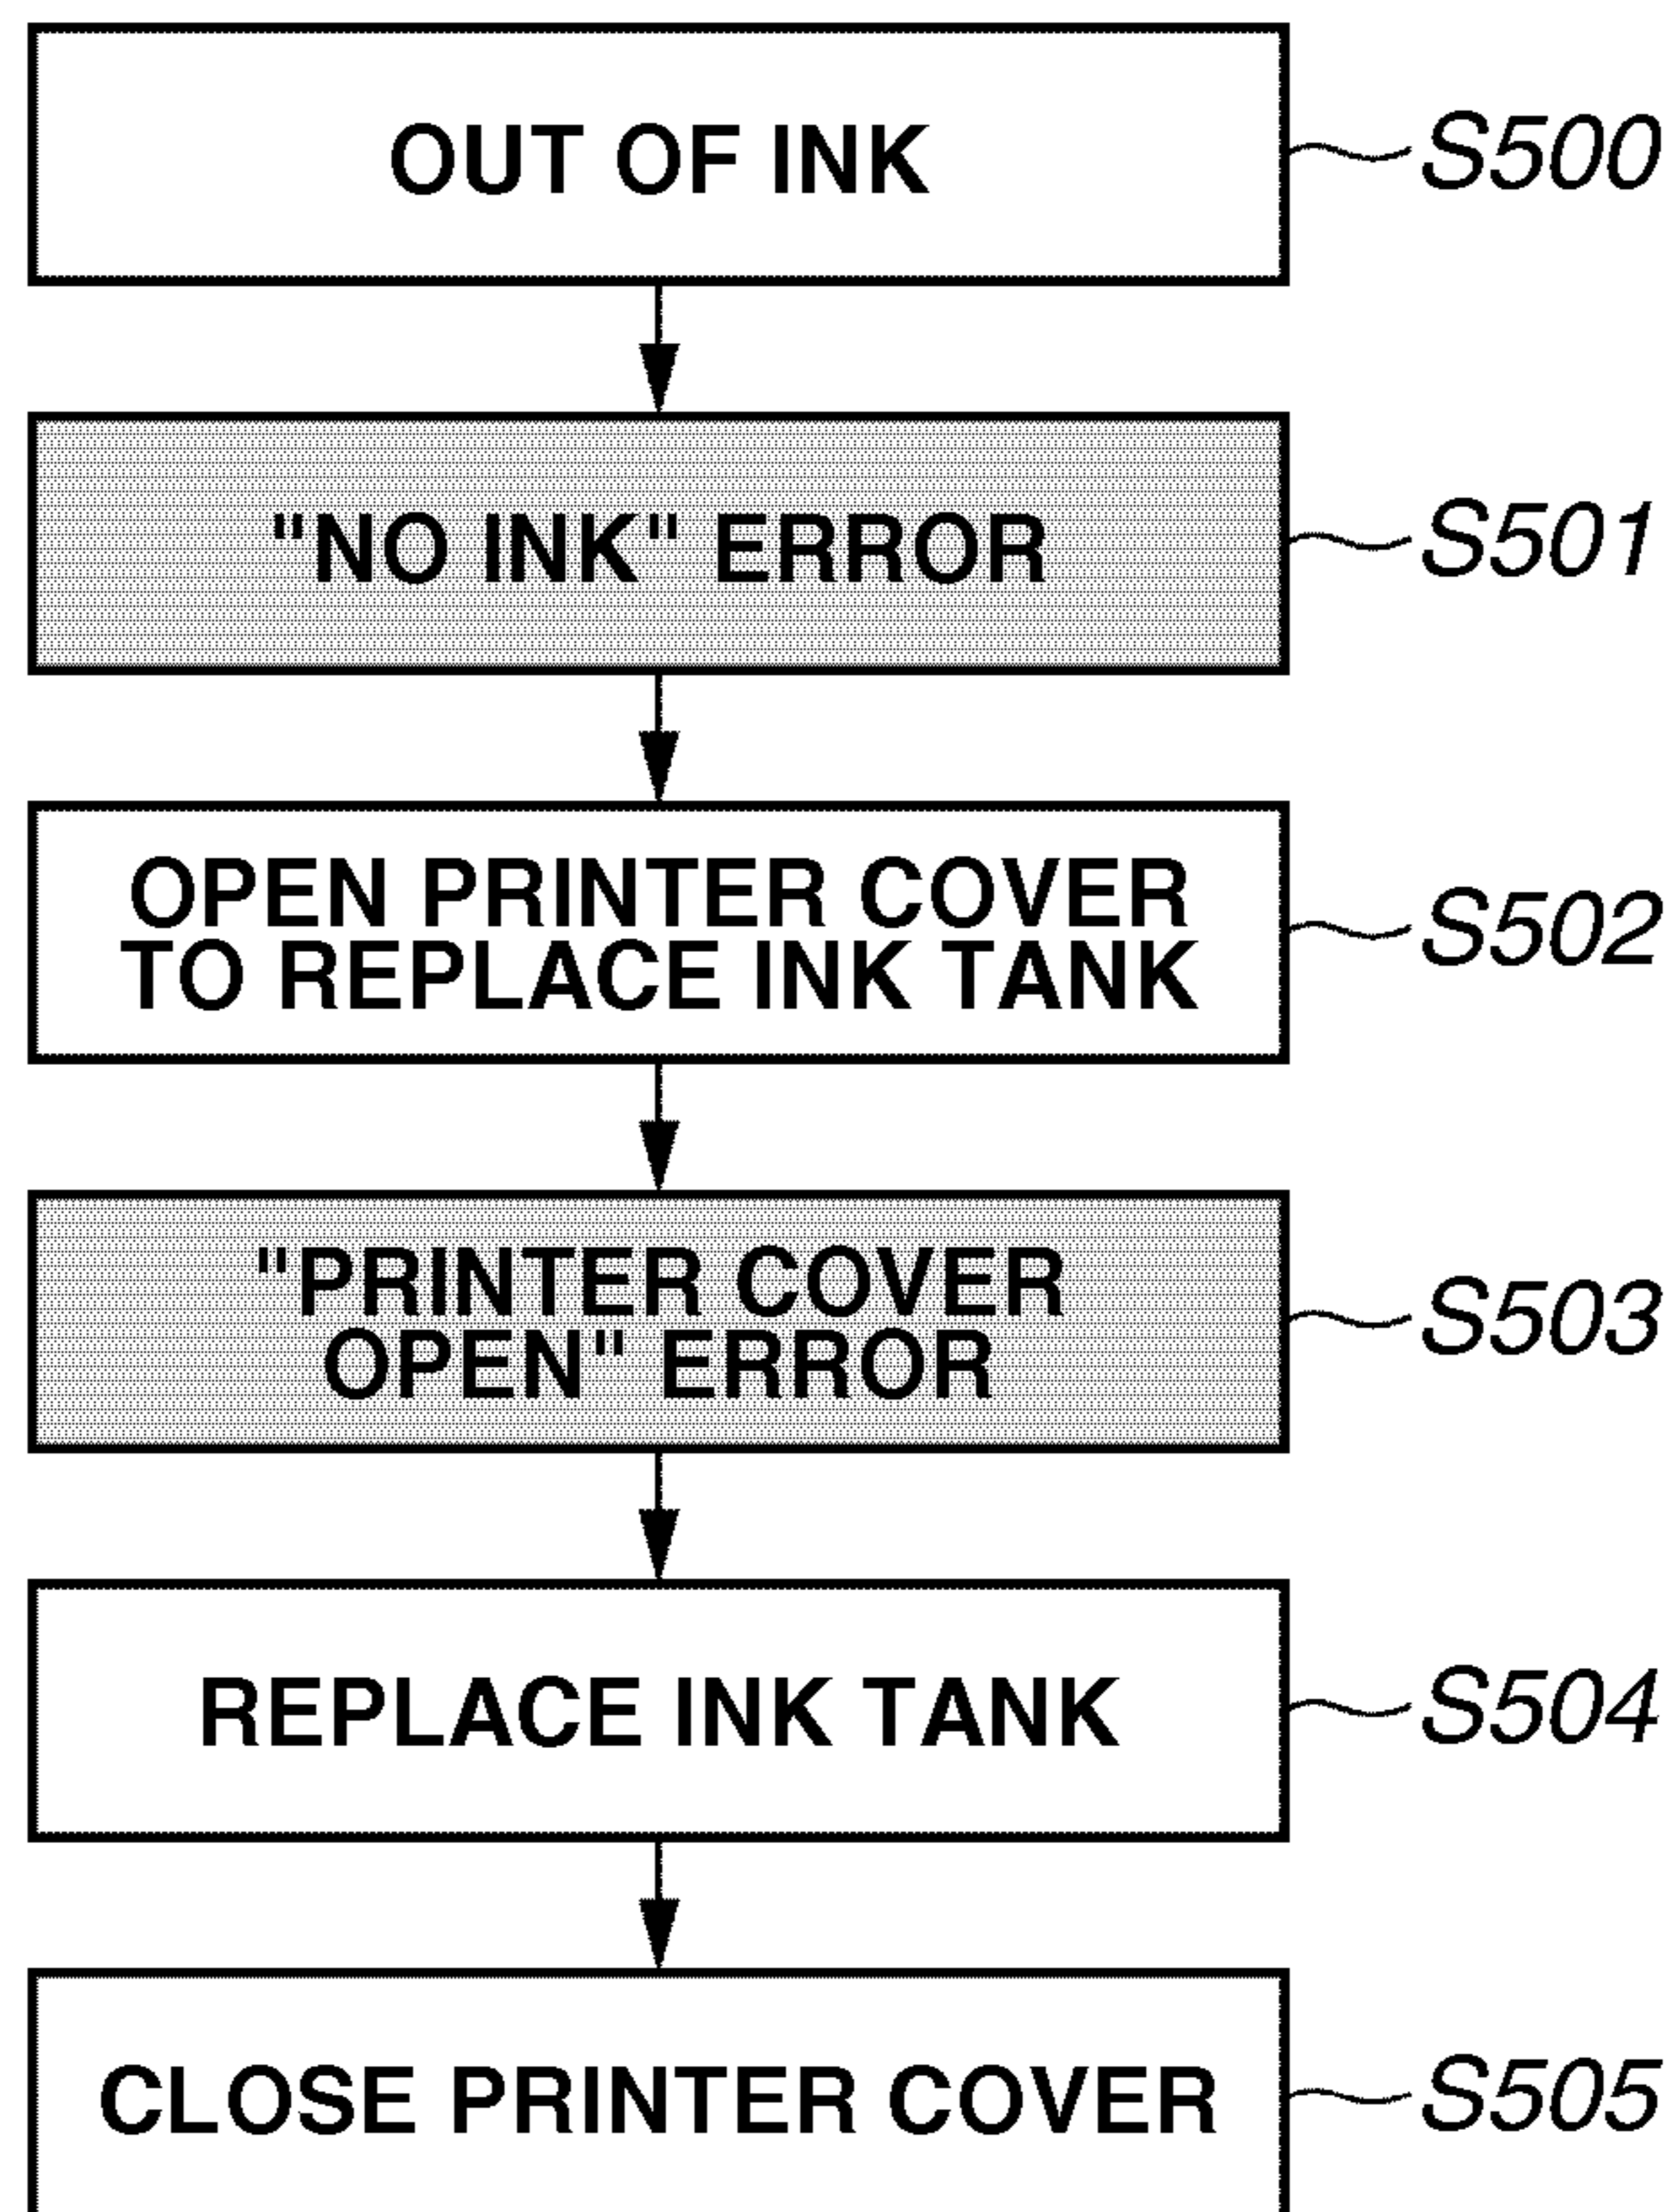 OUT OF INK
S500
"NO INK" ERROR
S501
OPEN PRINTER COVER
TO REPLACE INK TANK
S502
"PRINTER COVER
OPEN" ERROR
S503
REPLACE INK TANK
S504
CLOSE PRINTER COVER
S505